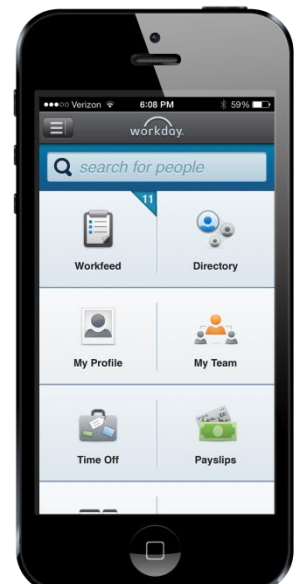 ●●●○○ Verizon 6:08 PM 59%
workday.
search for people
11
Workfeed Directory
My Profile My Team
Time Off Payslips